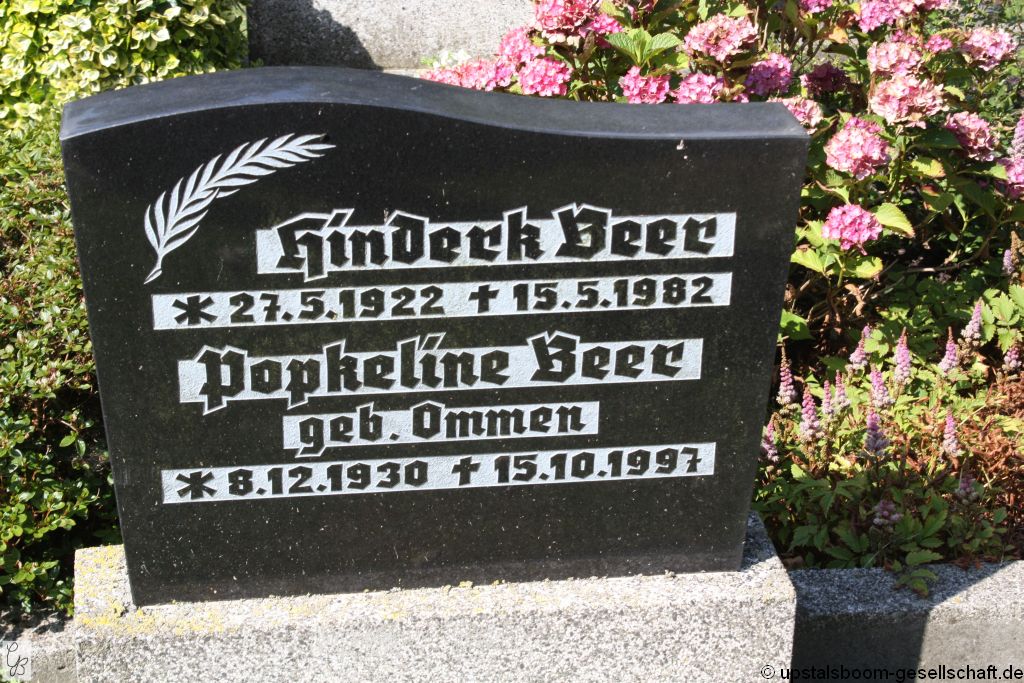 Hinderk Beer
* 27.5.1922 † 15.5.1982
Popkeline Beer
geb. Ommen
* 8.12.1930 † 15.10.1997
© upstalsboom-gesellschaft.de